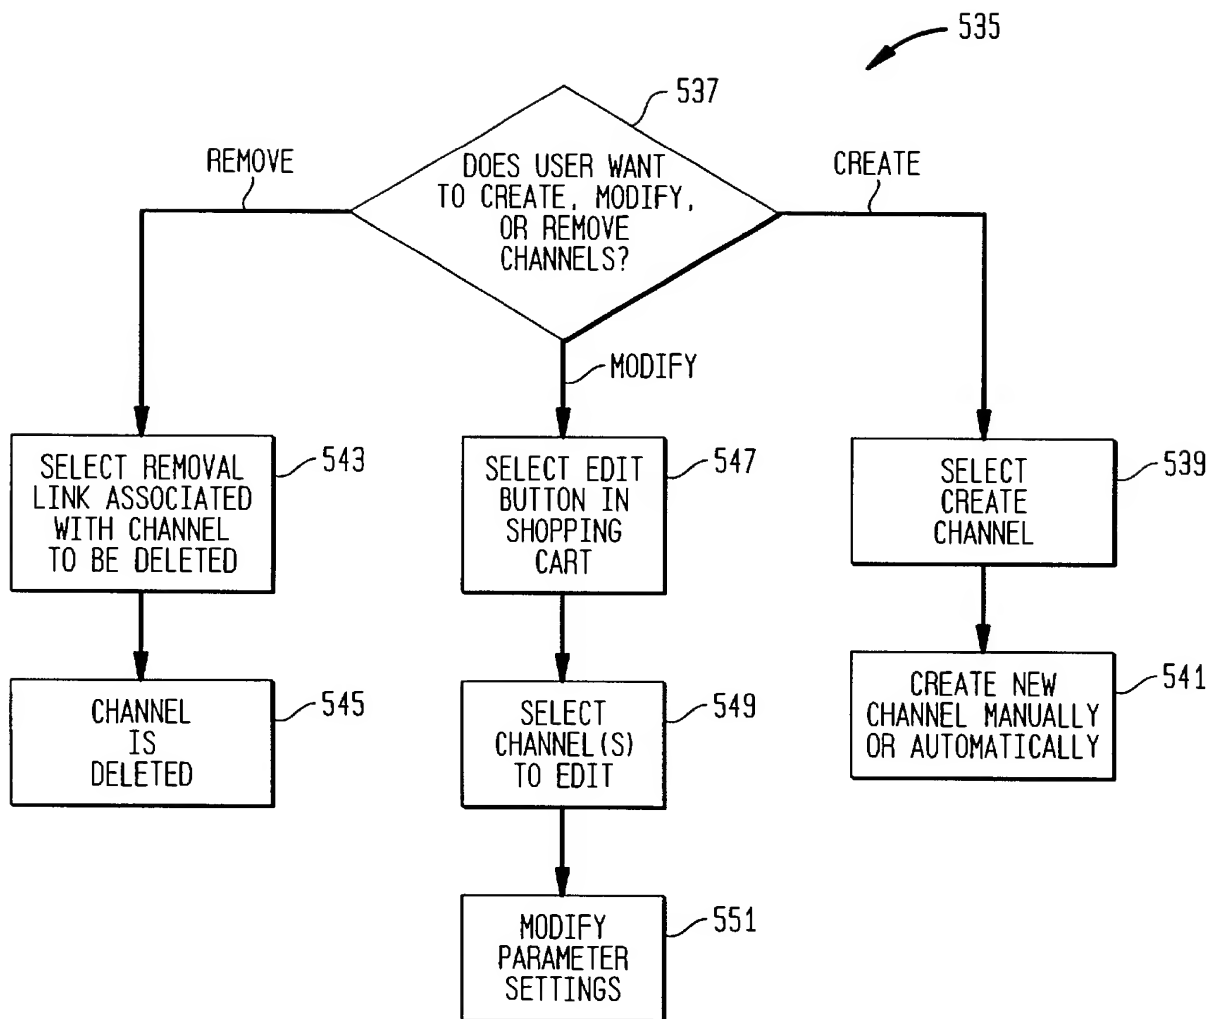 535
537
DOES USER WANT
TO CREATE, MODIFY,
OR REMOVE
CHANNELS?
REMOVE
CREATE
MODIFY
SELECT REMOVAL
LINK ASSOCIATED
WITH CHANNEL
TO BE DELETED
543
SELECT EDIT
BUTTON IN
SHOPPING
CART
547
SELECT
CREATE
CHANNEL
539
CHANNEL
IS
DELETED
545
SELECT
CHANNEL(S)
TO EDIT
549
CREATE NEW
CHANNEL MANUALLY
OR AUTOMATICALLY
541
MODIFY
PARAMETER
SETTINGS
551